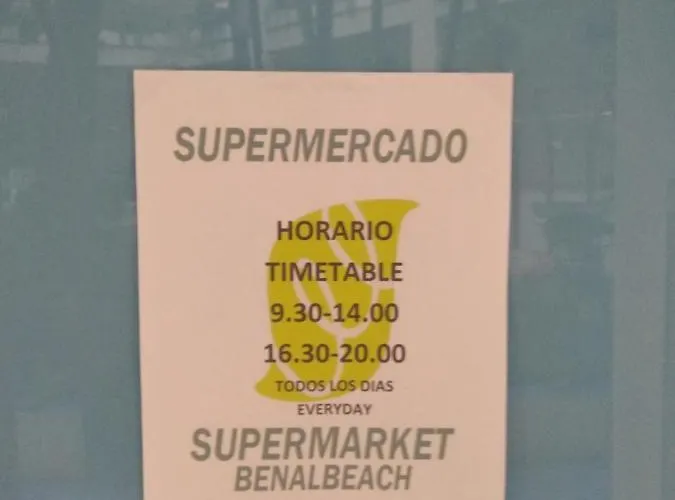 SUPERMERCADO
HORARIO
TIMETABLE
9.30-14.00
16.30-20.00
TODOS LOS DIAS
EVERYDAY
SUPERMARKET
BENALBEACH